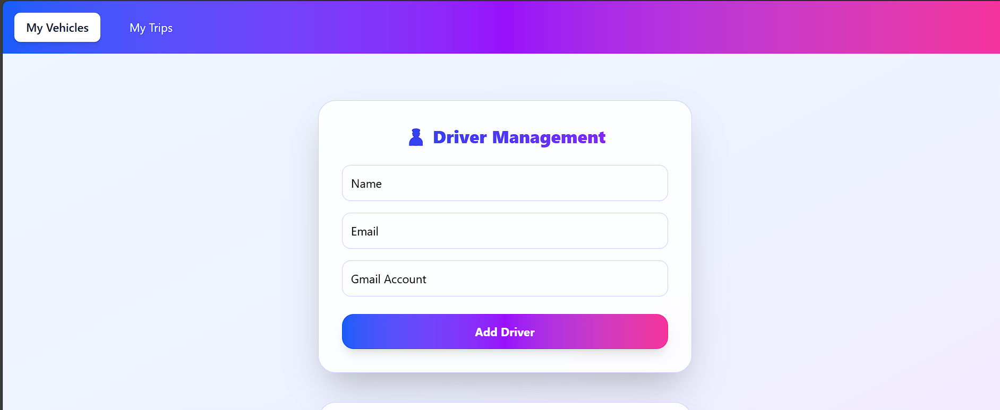 My Vehicles
My Trips
Driver Management
Name
Email
Gmail Account
Add Driver